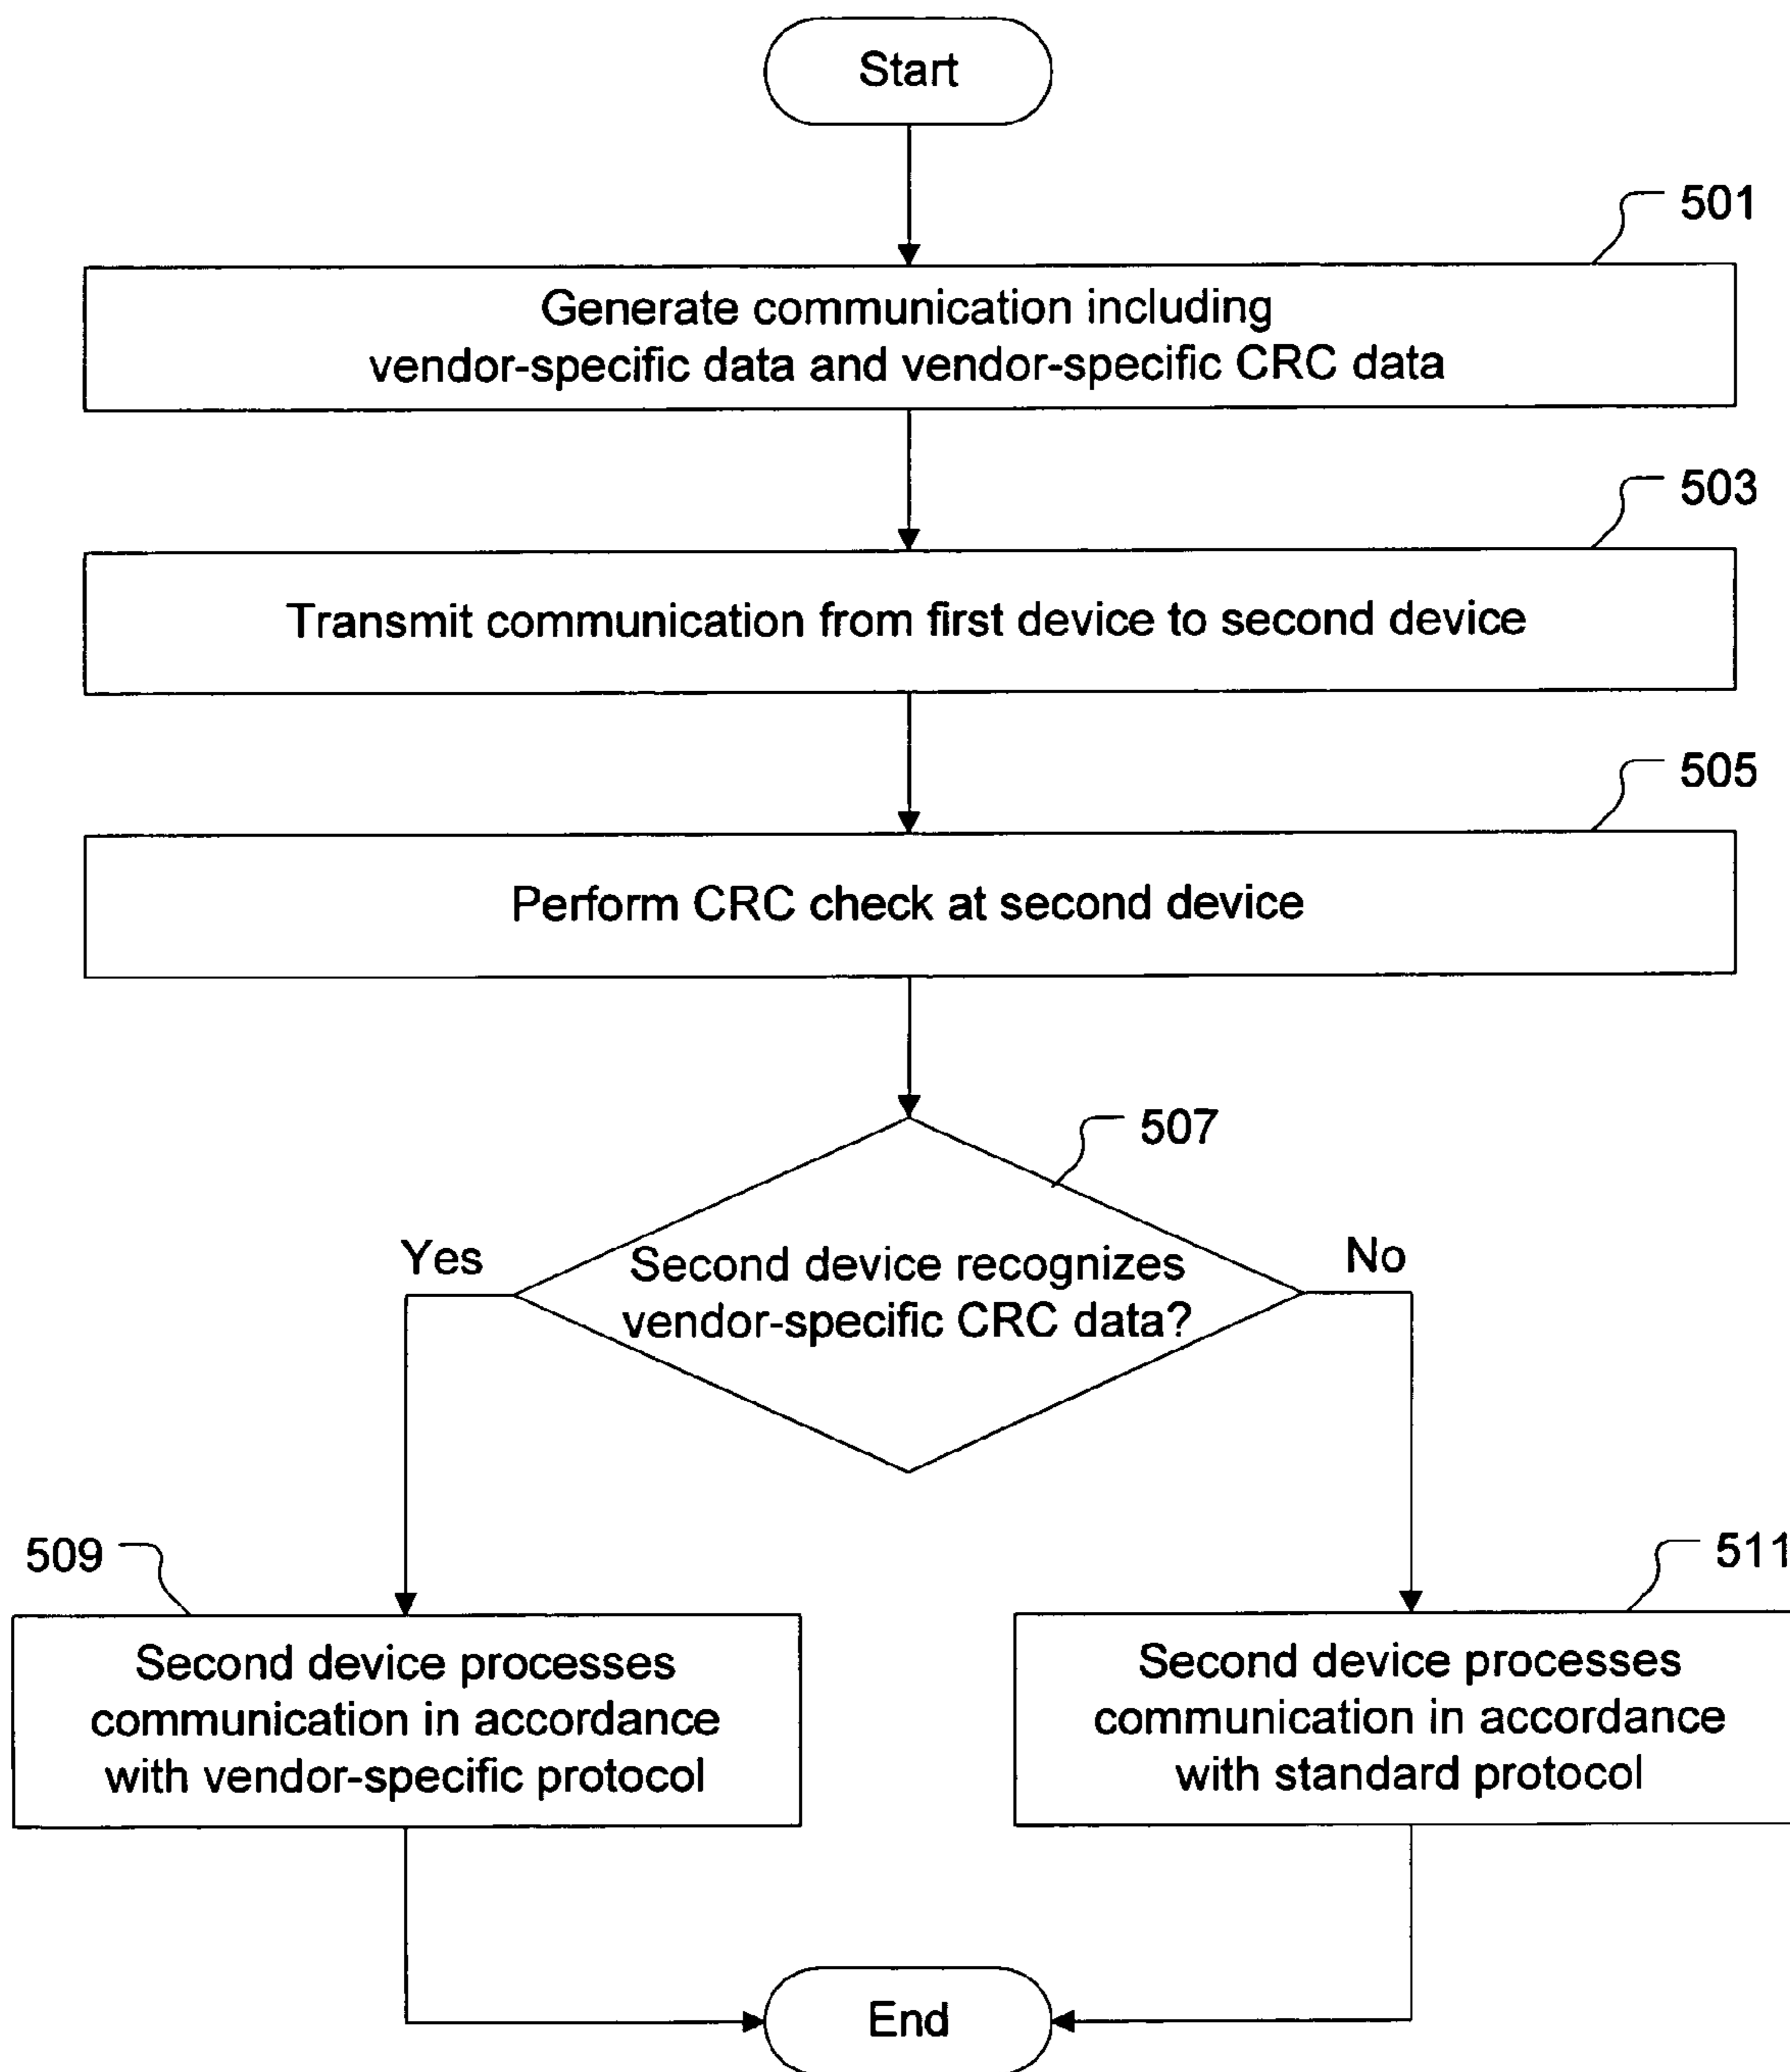 Start
501
Generate communication including
vendor-specific data and vendor-specific CRC data
503
Transmit communication from first device to second device
505
Perform CRC check at second device
507
Yes
No
Second device recognizes
vendor-specific CRC data?
509
511
Second device processes
communication in accordance
with vendor-specific protocol
Second device processes
communication in accordance
with standard protocol
End